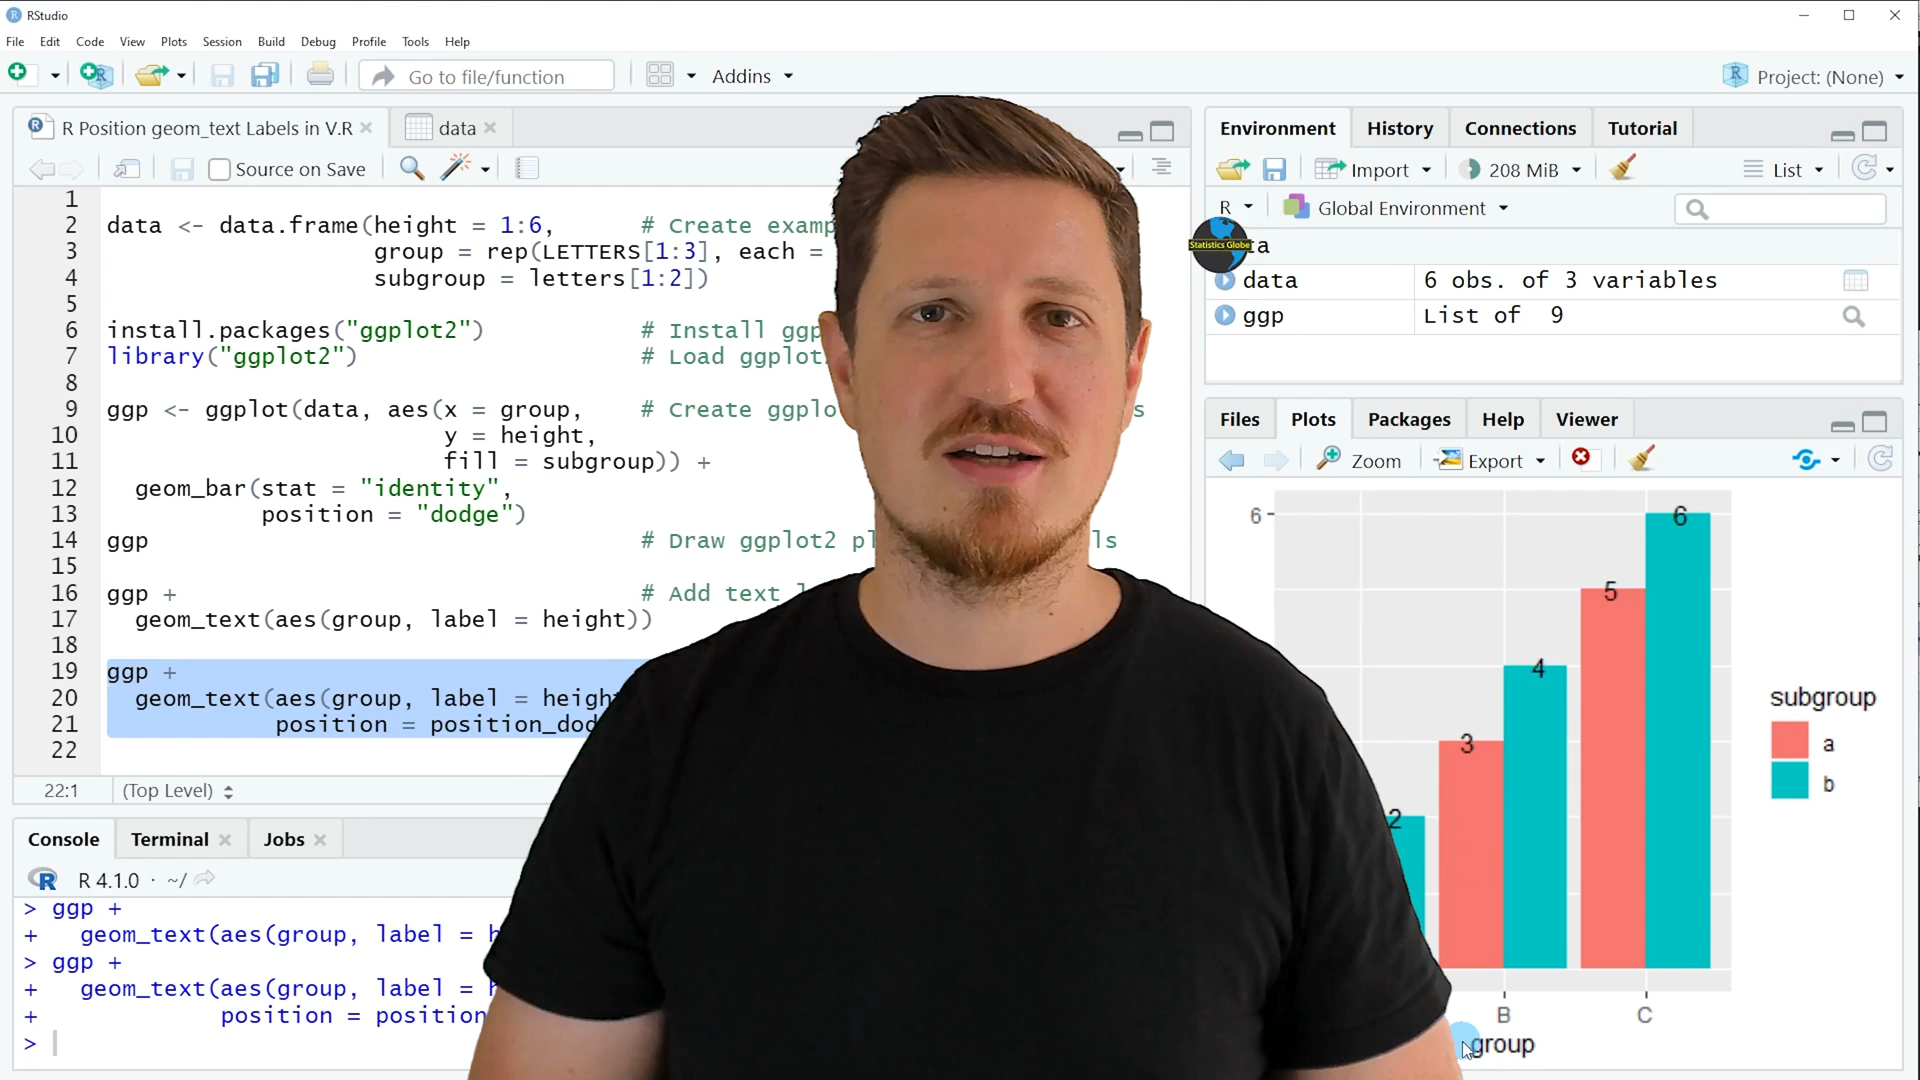 RStudio
File Edit Code View Plots Session Build Debug Profile Tools Help
Go to file/function Addins Project: (None)
R Position geom_text Labels in V.R data
Source on Save
1
2 data <- data.frame(height = 1:6, # Create
3 group = rep(LETTERS[1:3], each =
4 subgroup = letters[1:2])
5
6 install.packages("ggplot2") # Install
7 library("ggplot2") # Load
8
9 ggp <- ggplot(data, aes(x = group, # Create
10 y = height,
11 fill = subgroup)) +
12 geom_bar(stat = "identity",
13 position = "dodge")
14 ggp # Draw ggplot2
15
16 ggp + # Add text
17 geom_text(aes(group, label = height))
18
19 ggp +
20 geom_text(aes(group, label =
21 position =
22
22:1 (Top Level)
Console Terminal Jobs
R 4.1.0 · ~/
> ggp +
+ geom_text(aes(group, label =
> ggp +
+ geom_text(aes(group, label =
+ position = position
>
Environment History Connections Tutorial
Import 208 MiB List
R Global Environment
Statistics Globe
data 6 obs. of 3 variables
ggp List of 9
Files Plots Packages Help Viewer
Zoom Export
6
6
5
4
3
2
B C
group
subgroup
a
b